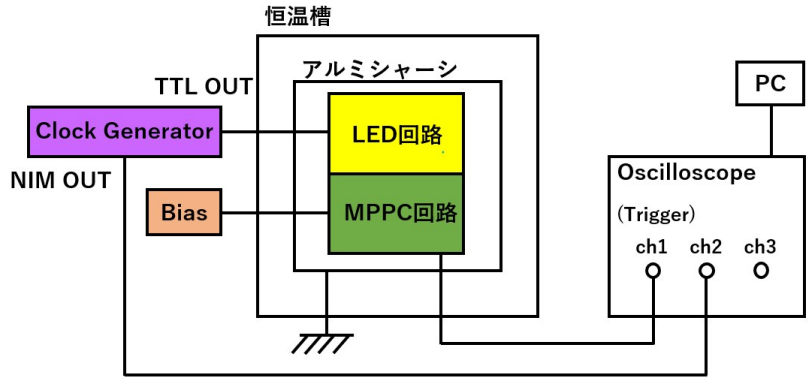 恒温槽
アルミシャーシ
TTL OUT
Clock Generator
LED回路
NIM OUT
Bias
MPPC回路
PC
Oscilloscope
(Trigger)
ch1 ch2 ch3